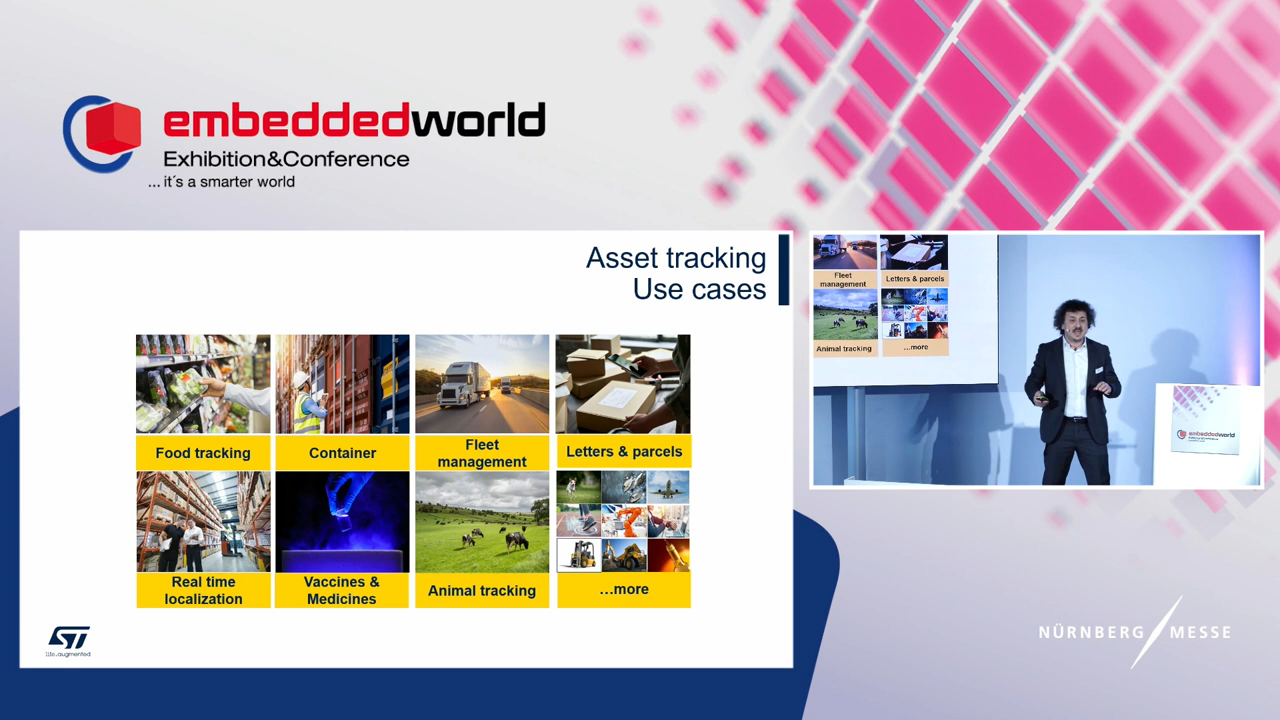 embeddedworld
Exhibition&Conference
... it´s a smarter world
Asset tracking
Use cases
Food tracking
Container
Fleet
management
Letters & parcels
Real time
localization
Vaccines &
Medicines
Animal tracking
...more
ST
life.augmented
Fleet
management
Letters & parcels
Animal tracking
...more
embeddedworld
NÜRNBERG MESSE